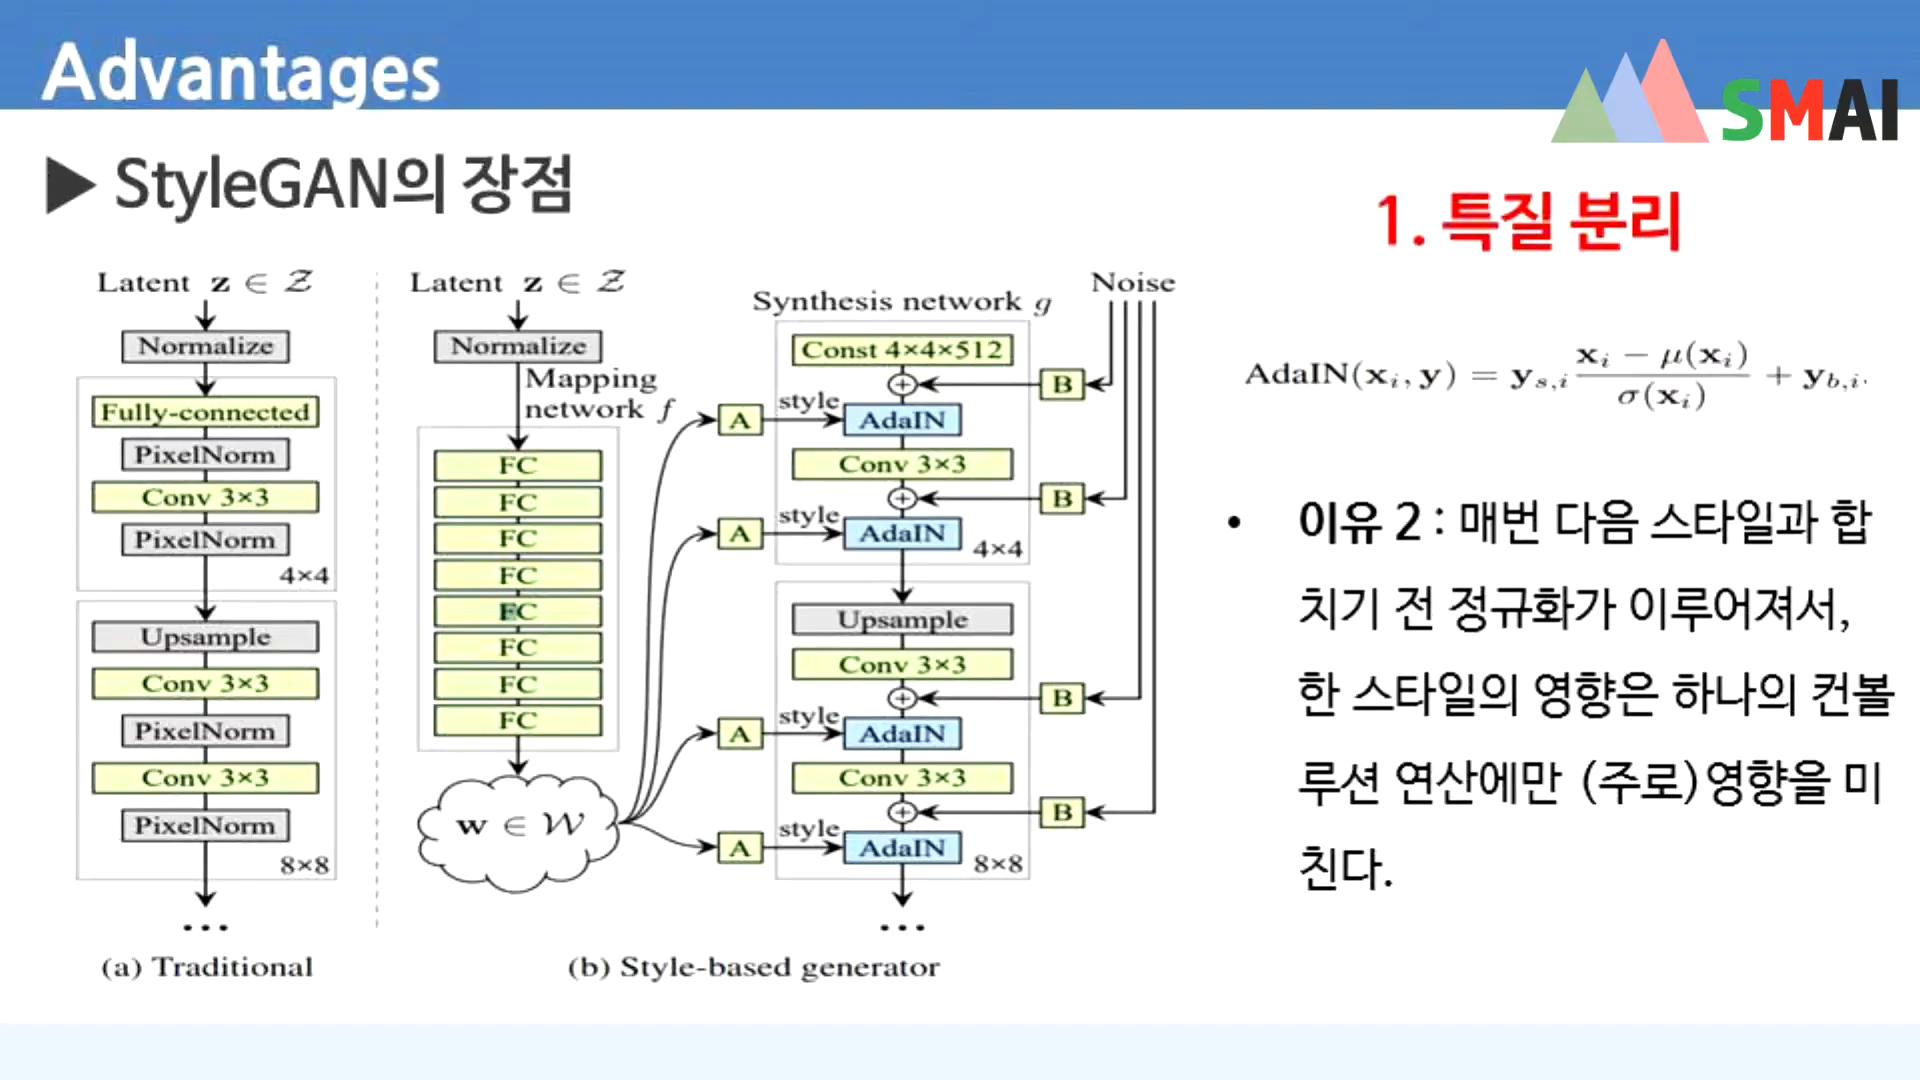 Advantages
SMAI
▶ StyleGAN의 장점
1. 특질 분리
Latent z ∈ Z
Normalize
Fully-connected
PixelNorm
Conv 3×3
PixelNorm
4×4
Upsample
Conv 3×3
PixelNorm
Conv 3×3
PixelNorm
8×8
...
(a) Traditional
Latent z ∈ Z
Normalize
Mapping
network f
FC
FC
FC
FC
FC
FC
FC
FC
w ∈ W
A
style
A
style
A
style
A
style
Synthesis network g
Const 4×4×512
AdaIN
Conv 3×3
AdaIN
4×4
Upsample
Conv 3×3
AdaIN
Conv 3×3
AdaIN
8×8
...
Noise
B
B
B
B
(b) Style-based generator
AdaIN(x_i, y) = y_{s,i} (x_i − μ(x_i)) / σ(x_i) + y_{b,i}.
• 이유 2 : 매번 다음 스타일과 합
치기 전 정규화가 이루어져서,
한 스타일의 영향은 하나의 컨볼
루션 연산에만 (주로)영향을 미
친다.